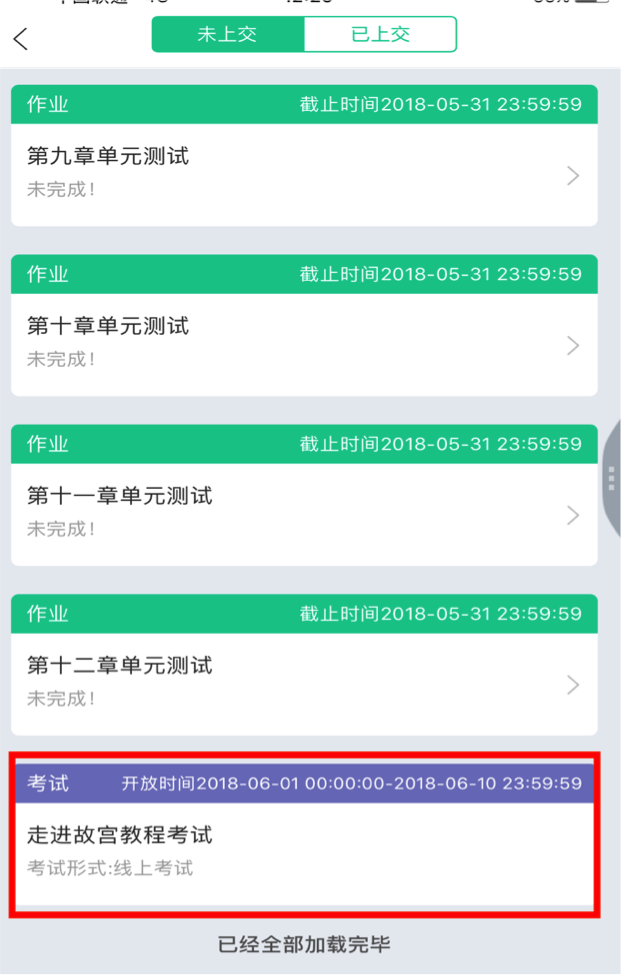 未上交 已上交
作业 截止时间2018-05-31 23:59:59
第九章单元测试
未完成!
作业 截止时间2018-05-31 23:59:59
第十章单元测试
未完成!
作业 截止时间2018-05-31 23:59:59
第十一章单元测试
未完成!
作业 截止时间2018-05-31 23:59:59
第十二章单元测试
未完成!
考试 开放时间2018-06-01 00:00:00-2018-06-10 23:59:59
走进故宫教程考试
考试形式:线上考试
已经全部加载完毕